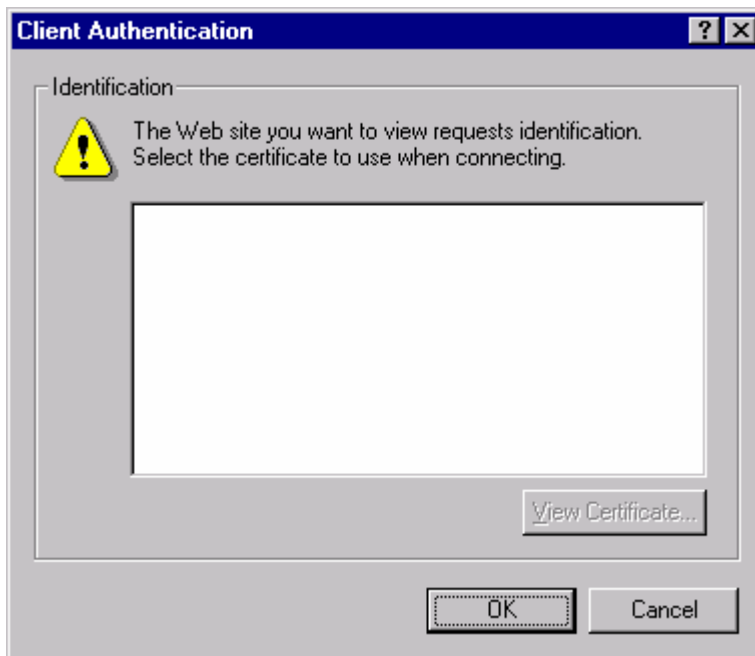 Client Authentication
Identification
The Web site you want to view requests identification.
Select the certificate to use when connecting.
View Certificate...
OK
Cancel